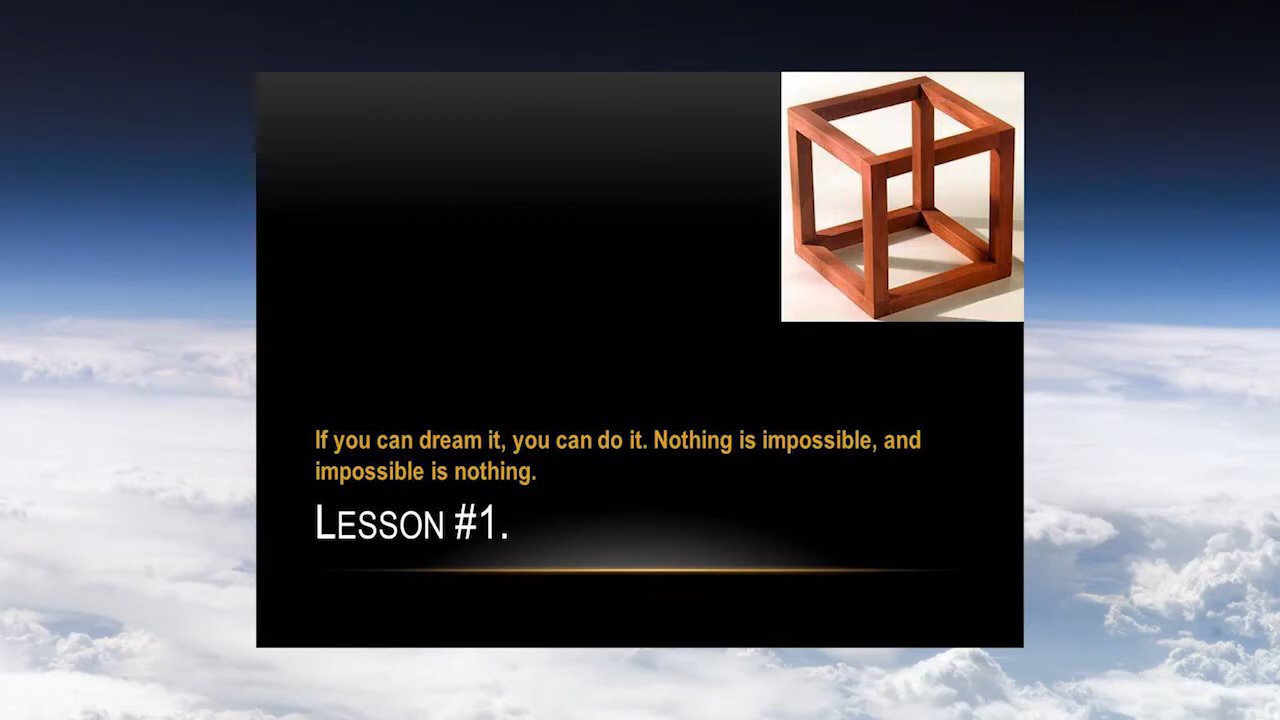 If you can dream it, you can do it. Nothing is impossible, and
impossible is nothing.
LESSON #1.